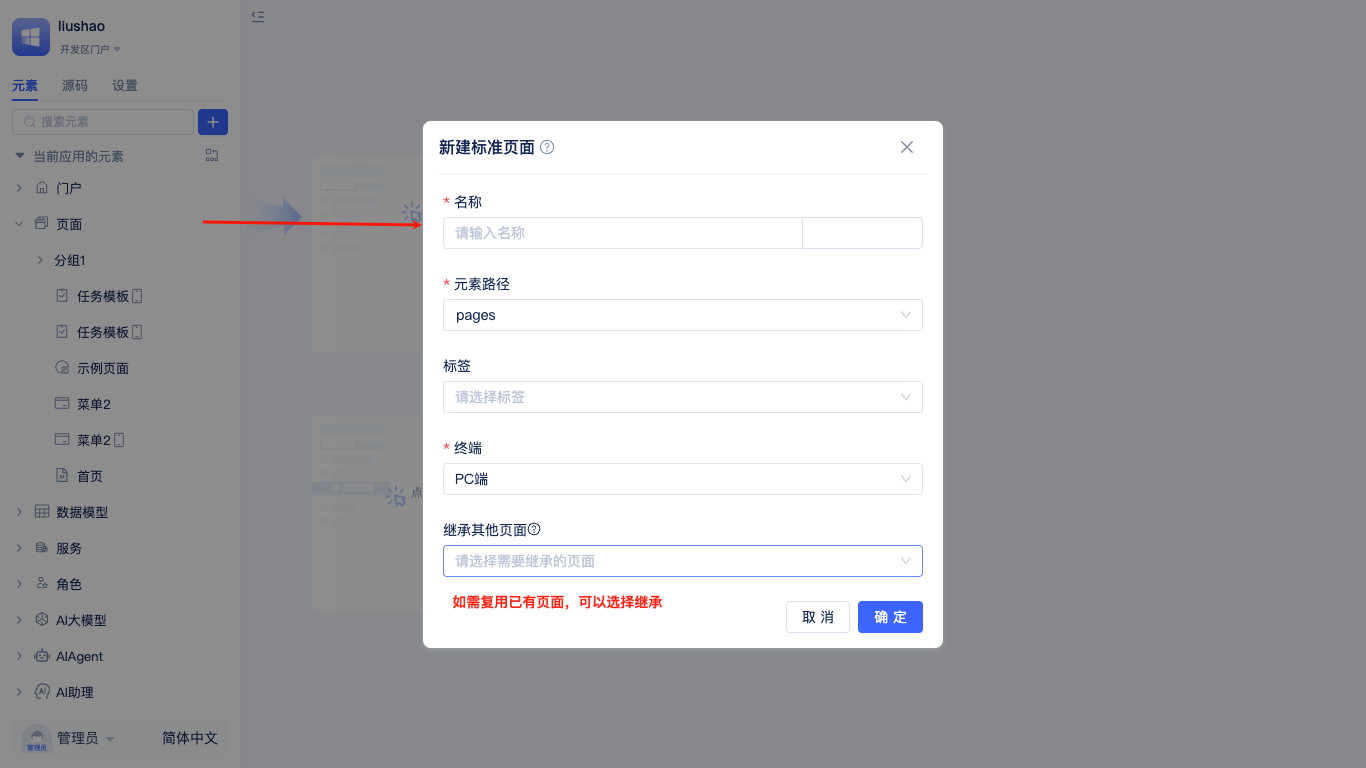 liushao
开发区门户
元素 源码 设置
搜索元素
当前应用的元素
门户
页面
分组1
任务模板
任务模板
示例页面
菜单2
菜单2
首页
数据模型
服务
角色
AI大模型
AIAgent
AI助理
管理员
管理员 简体中文
点
新建标准页面
* 名称
请输入名称
* 元素路径
pages
标签
请选择标签
* 终端
PC端
继承其他页面
请选择需要继承的页面
如需复用已有页面，可以选择继承
取 消 确 定